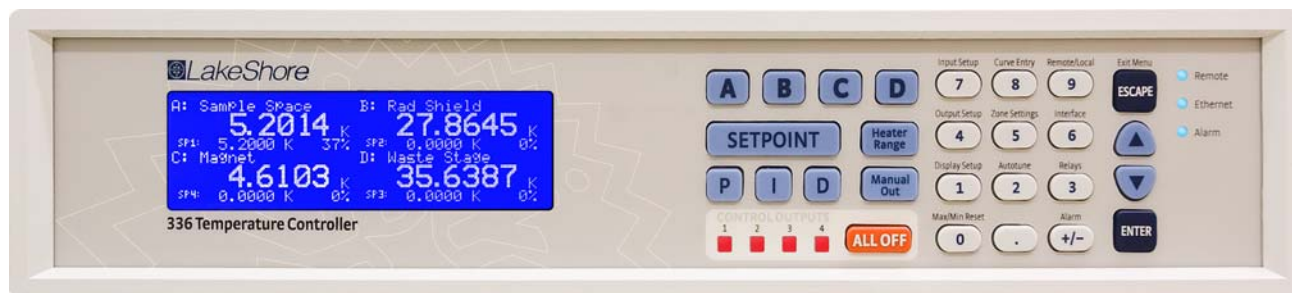 LakeShore
A: Sample Space B: Rad Shield
5.2014 K 27.8645 K
SP1: 5.2000 K 37% SP2: 0.0000 K 0%
C: Magnet D: Waste Stage
4.6103 K 35.6387 K
SP4: 0.0000 K 0% SP3: 0.0000 K 0%
336 Temperature Controller
A B C D
SETPOINT Heater Range
P I D Manual Out
CONTROL OUTPUTS
1 2 3 4
ALL OFF
Input Setup Curve Entry Remote/Local Exit Menu
7 8 9 ESCAPE
Output Setup Zone Settings Interface
4 5 6
Display Setup Autotune Relays
1 2 3
Max/Min Reset Alarm
0 . +/- ENTER
Remote
Ethernet
Alarm